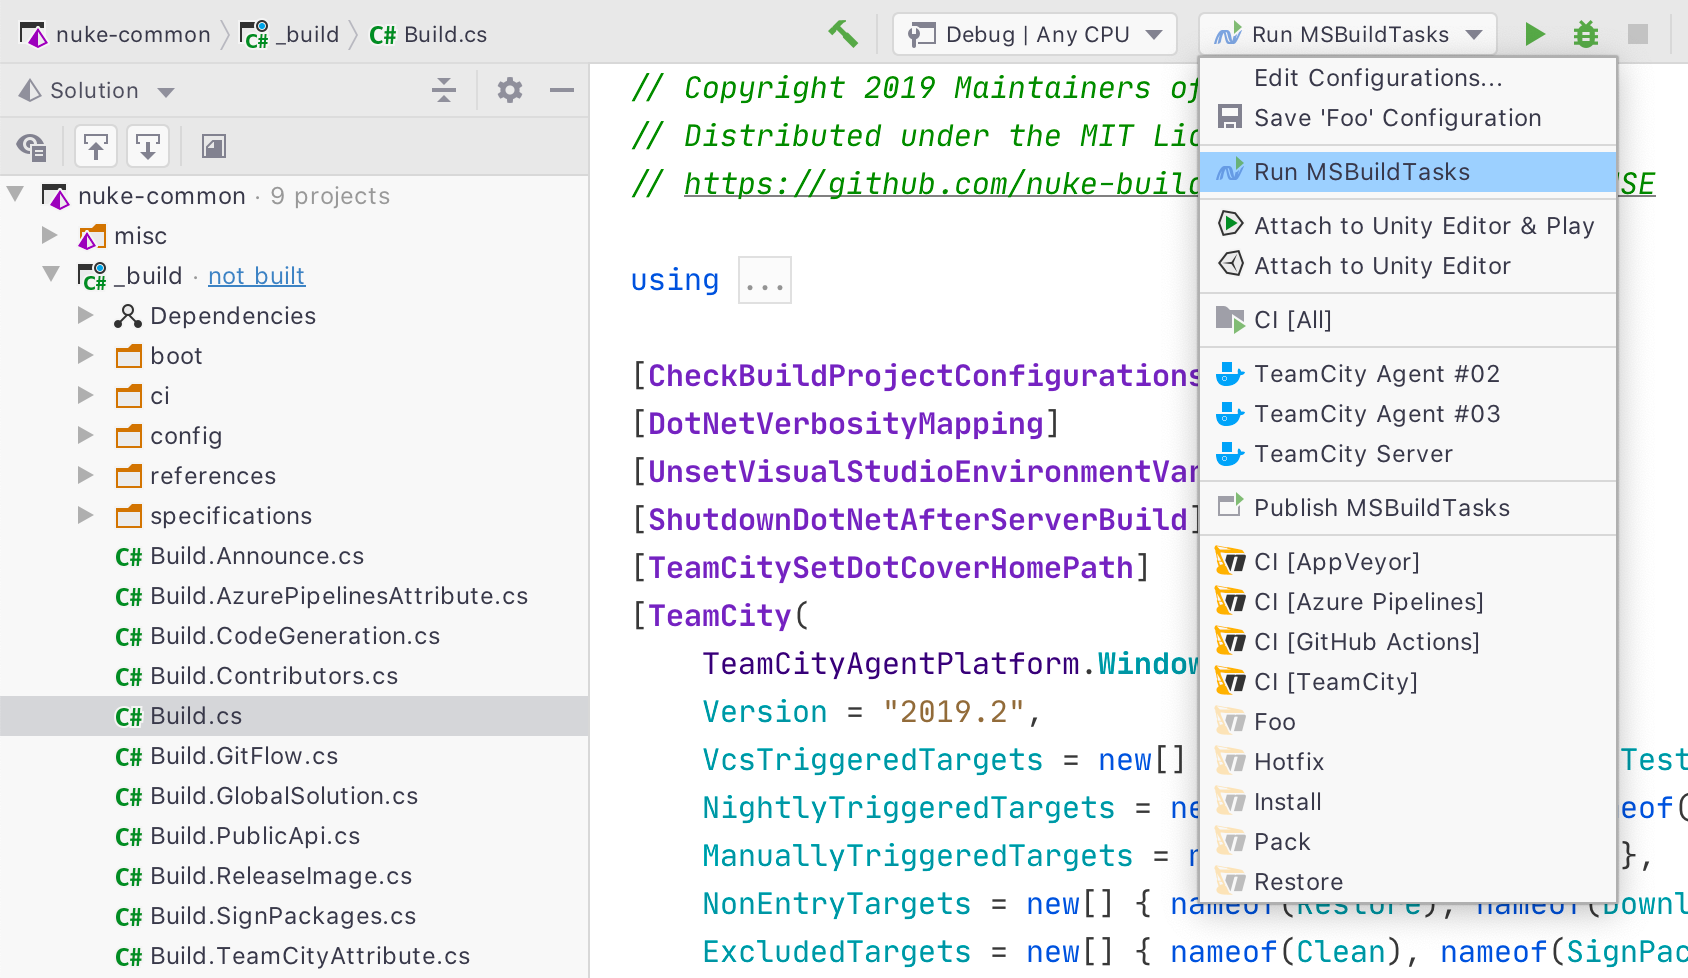 nuke-common _build C# Build.cs Debug | Any CPU Run MSBuildTasks
Solution
nuke-common · 9 projects
misc
C# _build · not built
Dependencies
boot
ci
config
references
specifications
C# Build.Announce.cs
C# Build.AzurePipelinesAttribute.cs
C# Build.CodeGeneration.cs
C# Build.Contributors.cs
C# Build.cs
C# Build.GitFlow.cs
C# Build.GlobalSolution.cs
C# Build.PublicApi.cs
C# Build.ReleaseImage.cs
C# Build.SignPackages.cs
C# Build.TeamCityAttribute.cs
// Copyright 2019 Maintainers of
// Distributed under the MIT Lic
// https://github.com/nuke-build SE
using ...
[CheckBuildProjectConfigurations
[DotNetVerbosityMapping]
[UnsetVisualStudioEnvironmentVar
[ShutdownDotNetAfterServerBuild]
[TeamCitySetDotCoverHomePath]
[TeamCity(
TeamCityAgentPlatform.Window
Version = "2019.2",
VcsTriggeredTargets = new[] Test
NightlyTriggeredTargets = ne eof(
ManuallyTriggeredTargets = n },
NonEntryTargets = new[] { nameof(Restore), nameof(Downl
ExcludedTargets = new[] { nameof(Clean), nameof(SignPac
Edit Configurations...
Save 'Foo' Configuration
Run MSBuildTasks
Attach to Unity Editor & Play
Attach to Unity Editor
CI [All]
TeamCity Agent #02
TeamCity Agent #03
TeamCity Server
Publish MSBuildTasks
CI [AppVeyor]
CI [Azure Pipelines]
CI [GitHub Actions]
CI [TeamCity]
Foo
Hotfix
Install
Pack
Restore